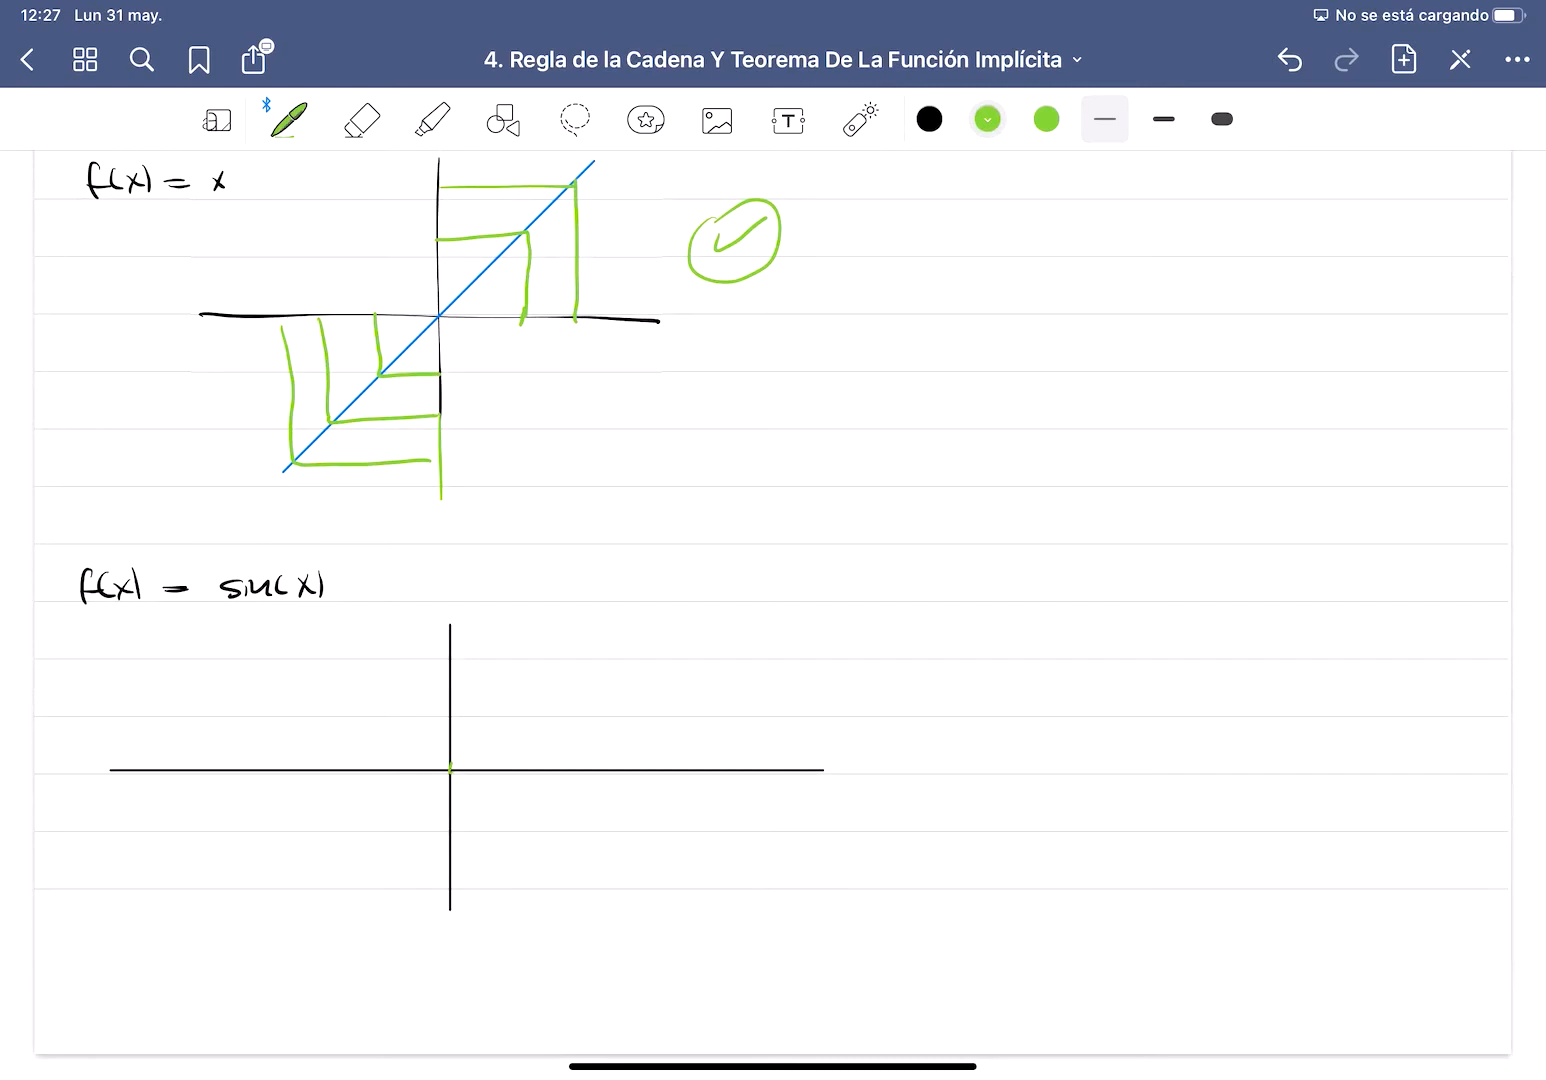 12:27 Lun 31 may.
No se está cargando
4. Regla de la Cadena Y Teorema De La Función Implícita
T
f(x) = x
f(x) = sin(x)